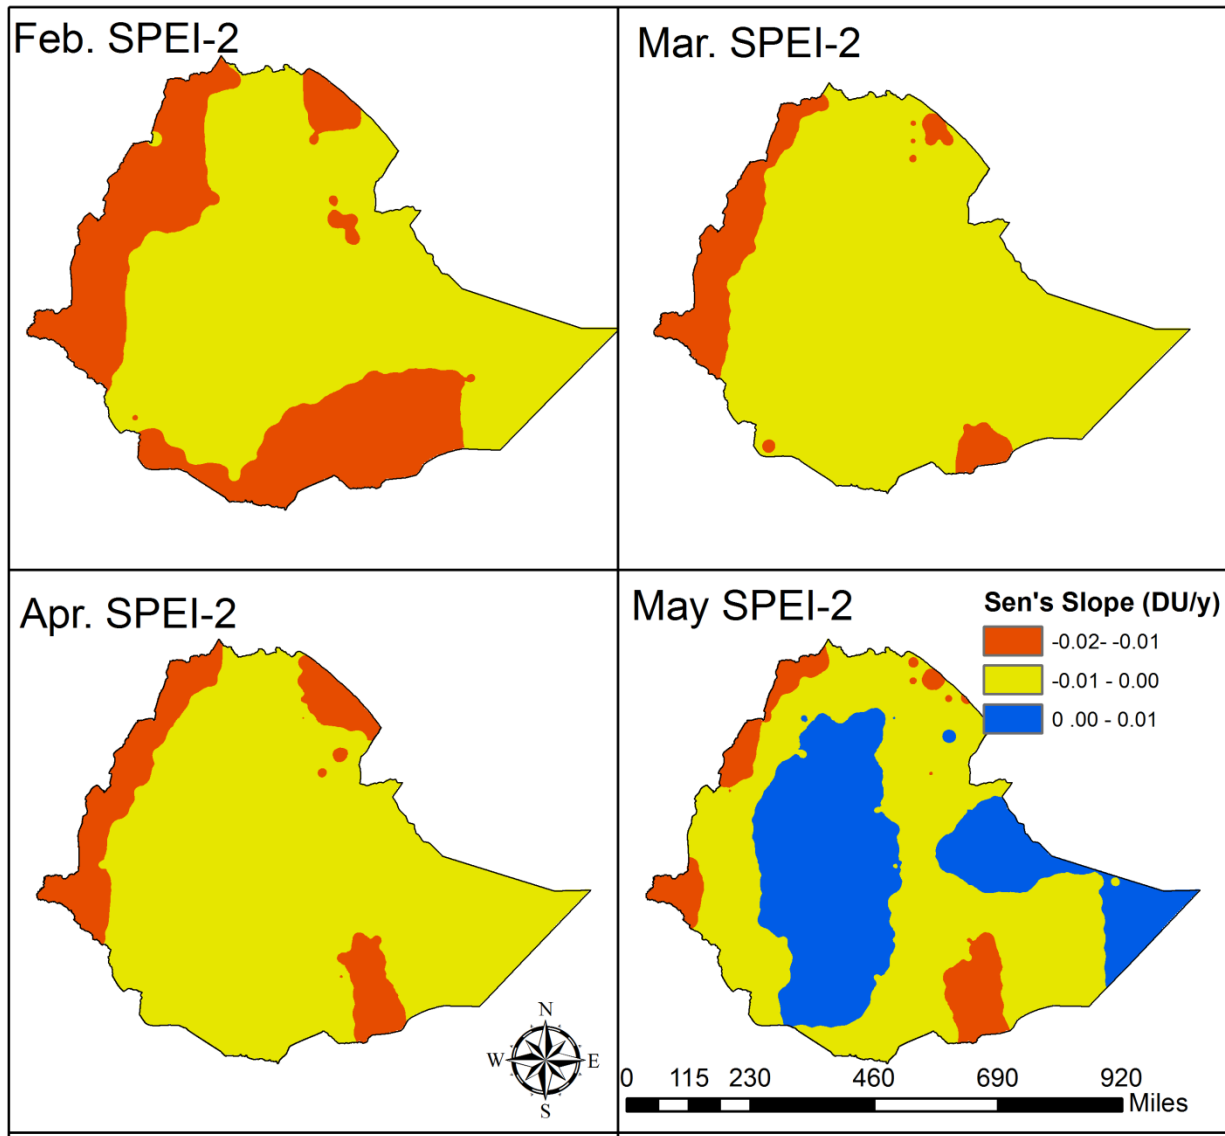 Feb. SPEI-2
Mar. SPEI-2
Apr. SPEI-2
May SPEI-2
Sen's Slope (DU/y)
-0.02- -0.01
-0.01 - 0.00
0 .00 - 0.01
N
W E
S
0 115 230 460 690 920
Miles